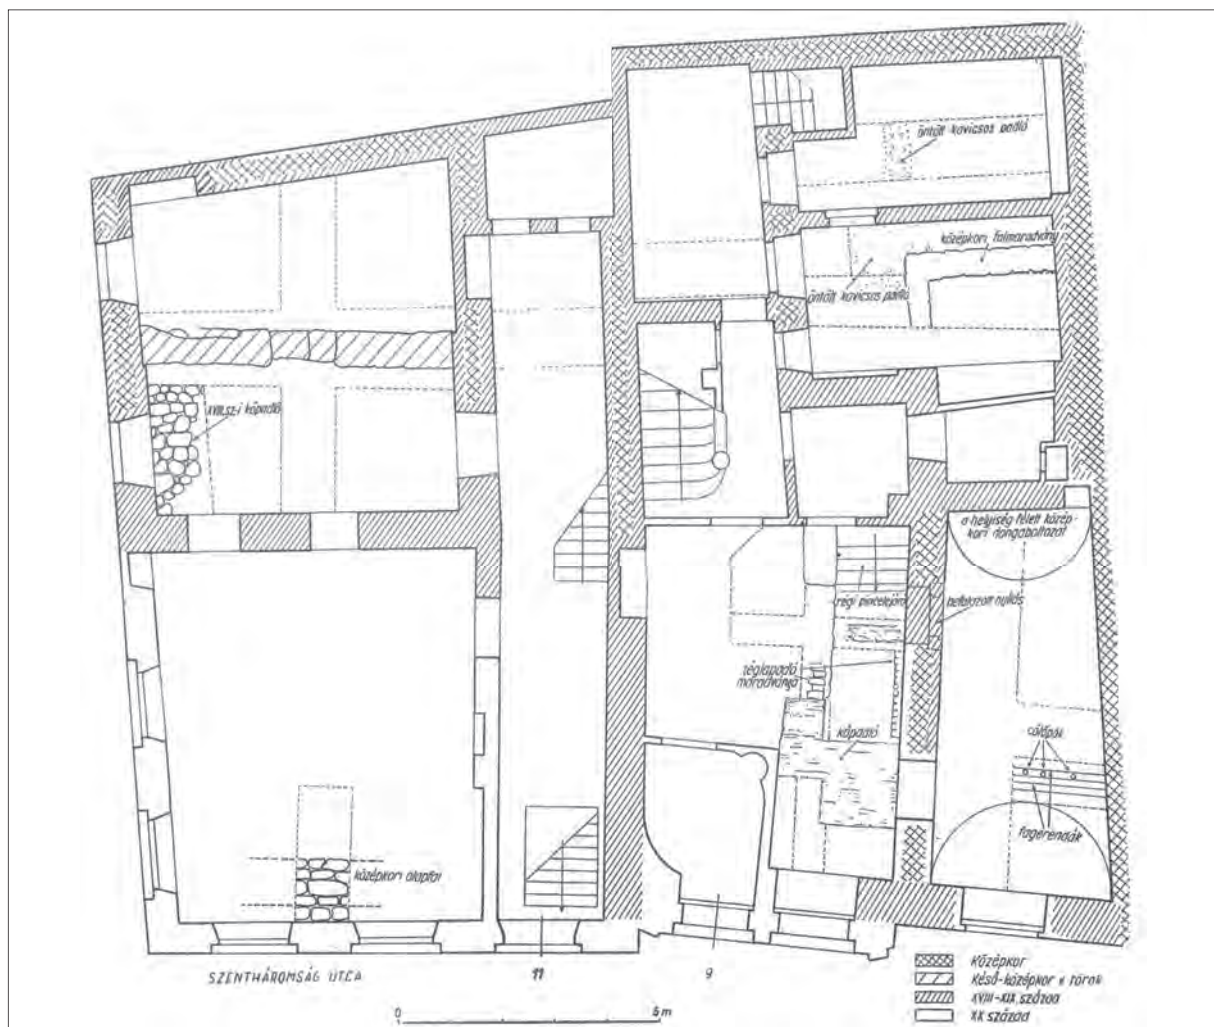 öntött kavicsos padló
középkori falmaradvány
öntött kavicsos padló
XVIII.sz-i kőpadló
a helyiség felett közép-
kori dongaboltozat
befalazott nyílás
régi pincelejáró
téglapadló
maradványa
kőpadló
cölöpök
fagerendák
középkori alapfal
SZENTHÁROMSÁG UTCA
11
9
Középkor
Késő-középkor v. török
XVIII-XIX. század
XX század
0
1
5m